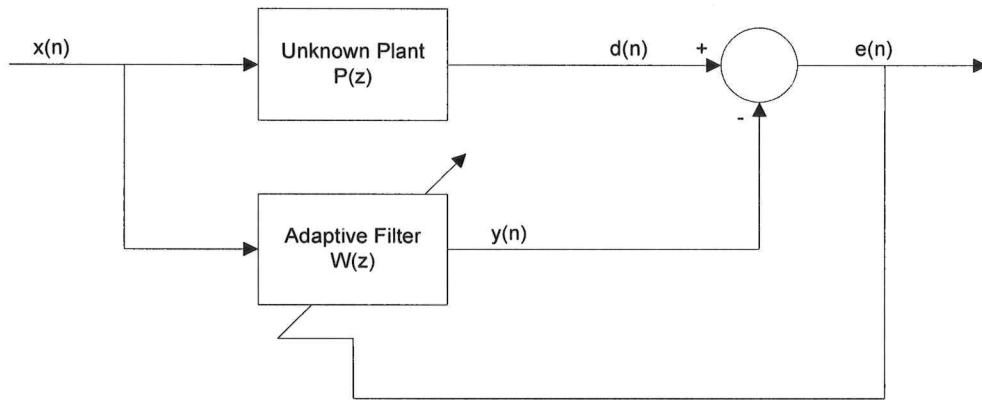 x(n)
Unknown Plant
P(z)
d(n)
+
e(n)
-
Adaptive Filter
W(z)
y(n)